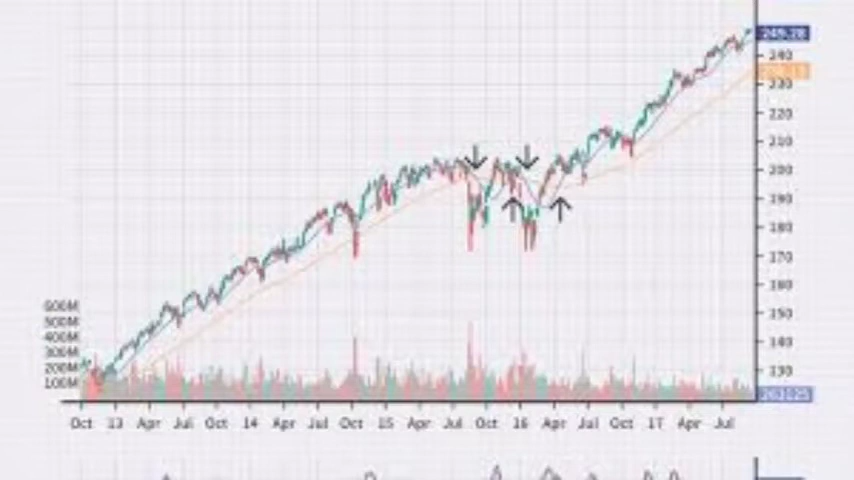 249.28
240
230
220
210
200
190
180
170
160
150
140
130
600M
500M
400M
300M
200M
100M
Oct 13 Apr Jul Oct 14 Apr Jul Oct 15 Apr Jul Oct 16 Apr Jul Oct 17 Apr Jul